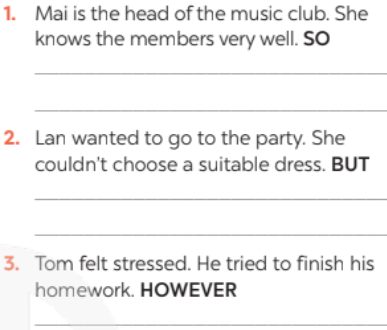 1. Mai is the head of the music club. She
knows the members very well. SO
2. Lan wanted to go to the party. She
couldn't choose a suitable dress. BUT
3. Tom felt stressed. He tried to finish his
homework. HOWEVER